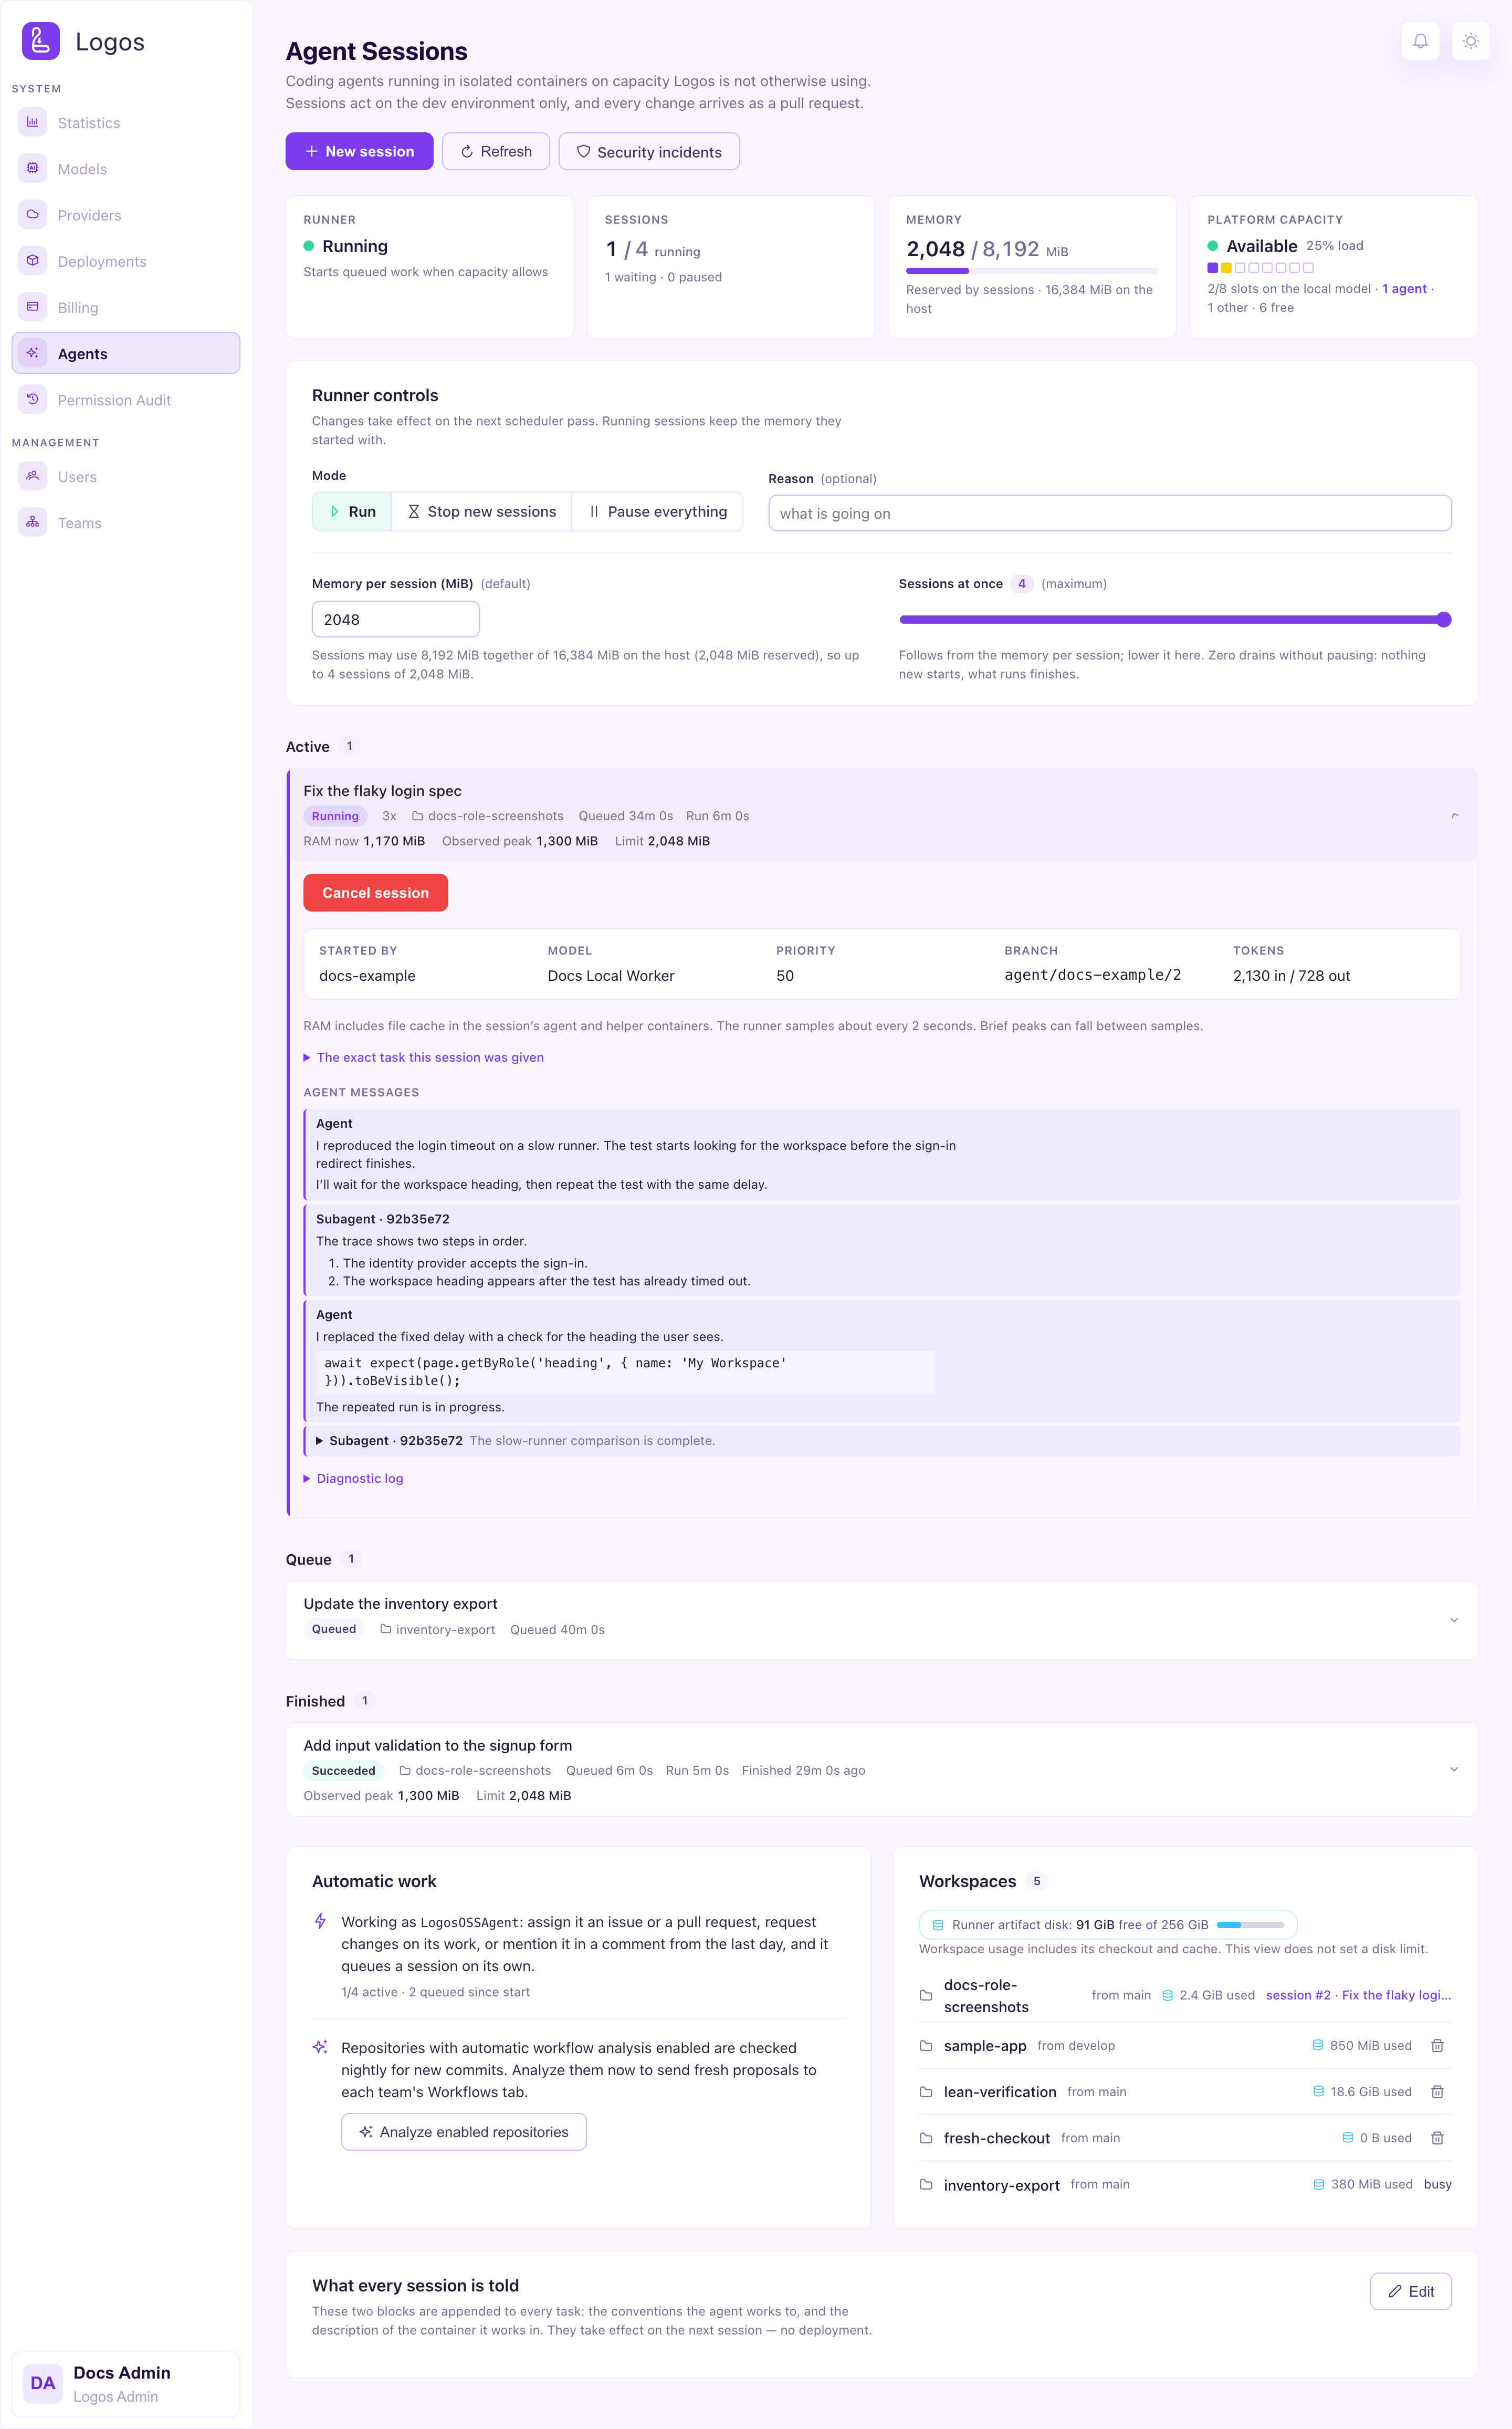 Logos
SYSTEM
Statistics
Models
Providers
Deployments
Billing
Agents
Permission Audit
MANAGEMENT
Users
Teams
DA
Docs Admin
Logos Admin
Agent Sessions
Coding agents running in isolated containers on capacity Logos is not otherwise using.
Sessions act on the dev environment only, and every change arrives as a pull request.
New session
Refresh
Security incidents
RUNNER
Running
Starts queued work when capacity allows
SESSIONS
1 / 4 running
1 waiting · 0 paused
MEMORY
2,048 / 8,192 MiB
Reserved by sessions · 16,384 MiB on the
host
PLATFORM CAPACITY
Available 25% load
2/8 slots on the local model · 1 agent ·
1 other · 6 free
Runner controls
Changes take effect on the next scheduler pass. Running sessions keep the memory they
started with.
Mode
Run
Stop new sessions
Pause everything
Reason (optional)
what is going on
Memory per session (MiB) (default)
2048
Sessions may use 8,192 MiB together of 16,384 MiB on the host (2,048 MiB reserved), so up
to 4 sessions of 2,048 MiB.
Sessions at once 4 (maximum)
Follows from the memory per session; lower it here. Zero drains without pausing: nothing
new starts, what runs finishes.
Active 1
Fix the flaky login spec
Running 3x docs-role-screenshots Queued 34m 0s Run 6m 0s
RAM now 1,170 MiB Observed peak 1,300 MiB Limit 2,048 MiB
Cancel session
STARTED BY
docs-example
MODEL
Docs Local Worker
PRIORITY
50
BRANCH
agent/docs-example/2
TOKENS
2,130 in / 728 out
RAM includes file cache in the session's agent and helper containers. The runner samples about every 2 seconds. Brief peaks can fall between samples.
The exact task this session was given
AGENT MESSAGES
Agent
I reproduced the login timeout on a slow runner. The test starts looking for the workspace before the sign-in
redirect finishes.
I'll wait for the workspace heading, then repeat the test with the same delay.
Subagent · 92b35e72
The trace shows two steps in order.
1. The identity provider accepts the sign-in.
2. The workspace heading appears after the test has already timed out.
Agent
I replaced the fixed delay with a check for the heading the user sees.
await expect(page.getByRole('heading', { name: 'My Workspace'
})).toBeVisible();
The repeated run is in progress.
Subagent · 92b35e72 The slow-runner comparison is complete.
Diagnostic log
Queue 1
Update the inventory export
Queued inventory-export Queued 40m 0s
Finished 1
Add input validation to the signup form
Succeeded docs-role-screenshots Queued 6m 0s Run 5m 0s Finished 29m 0s ago
Observed peak 1,300 MiB Limit 2,048 MiB
Automatic work
Working as LogosOSSAgent: assign it an issue or a pull request, request
changes on its work, or mention it in a comment from the last day, and it
queues a session on its own.
1/4 active · 2 queued since start
Repositories with automatic workflow analysis enabled are checked
nightly for new commits. Analyze them now to send fresh proposals to
each team's Workflows tab.
Analyze enabled repositories
Workspaces 5
Runner artifact disk: 91 GiB free of 256 GiB
Workspace usage includes its checkout and cache. This view does not set a disk limit.
docs-role-
screenshots
from main 2.4 GiB used session #2 · Fix the flaky logi...
sample-app from develop 850 MiB used
lean-verification from main 18.6 GiB used
fresh-checkout from main 0 B used
inventory-export from main 380 MiB used busy
What every session is told
Edit
These two blocks are appended to every task: the conventions the agent works to, and the
description of the container it works in. They take effect on the next session — no deployment.